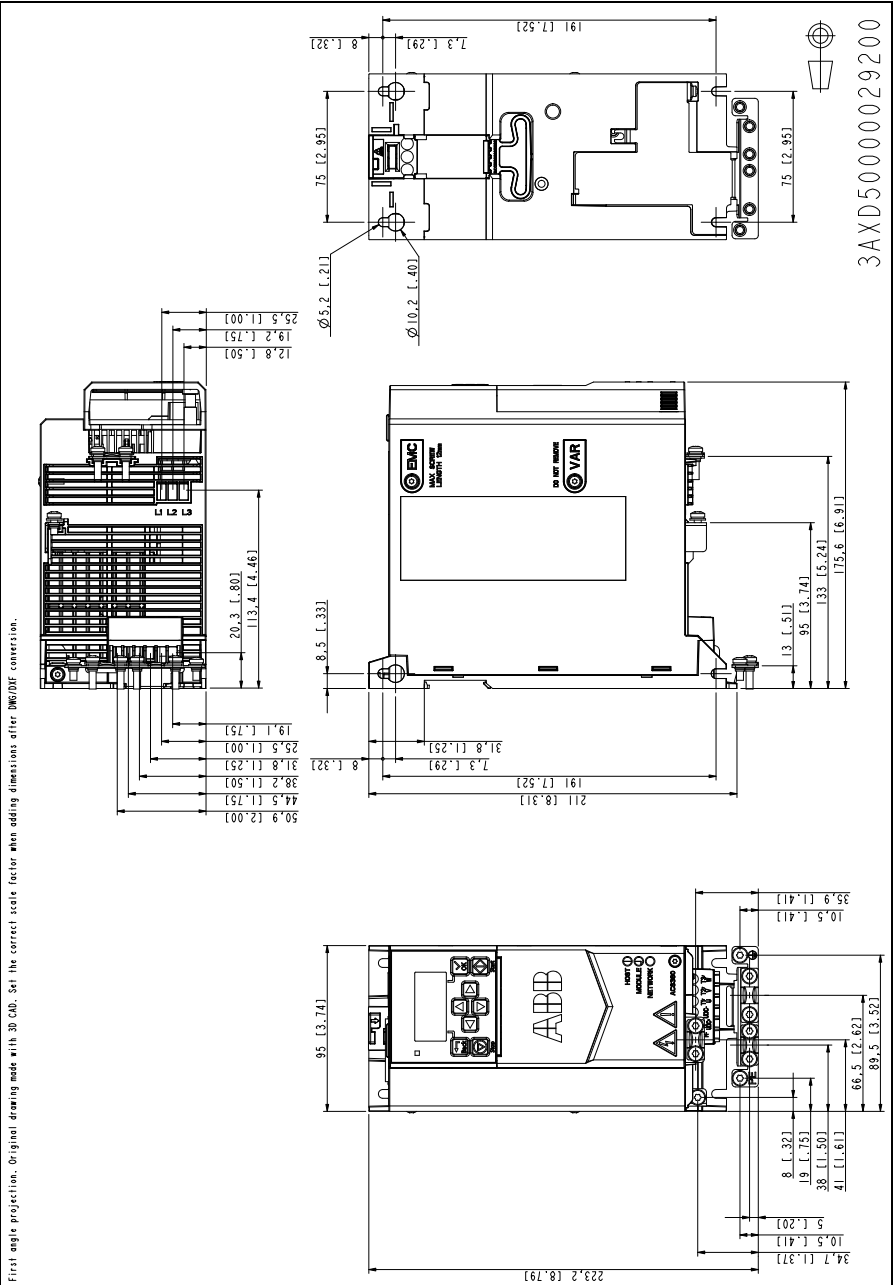 3AXD50000029200
191 [7.52]
7,3 [.29]
8 [.32]
75 [2.95]
75 [2.95]
Ø5,2 [.21]
Ø10,2 [.40]
25,5 [1.00]
19,2 [.75]
12,8 [.50]
L1 L2 L3
113,4 [4.46]
20,3 [.80]
19,1 [.75]
25,5 [1.00]
31,8 [1.25]
38,2 [1.50]
44,5 [1.75]
50,9 [2.00]
EMC
MAX SCREW
LENGTH 12mm
DO NOT REMOVE
VAR
8,5 [.33]
13 [.51]
95 [3.74]
133 [5.24]
175,6 [6.91]
31,8 [1.25]
7,3 [.29]
8 [.32]
191 [7.52]
211 [8.31]
35,9 [1.41]
10,5 [.41]
95 [3.74]
ABB
HOST
MODULE
NETWORK
ACS380
PE
66,5 [2.62]
89,5 [3.52]
8 [.32]
19 [.75]
38 [1.50]
41 [1.61]
5 [.20]
10,5 [.41]
34,7 [1.37]
223,2 [8.79]
First angle projection. Original drawing made with 3D CAD. Set the correct scale factor when adding dimensions after DWG/DXF conversion.